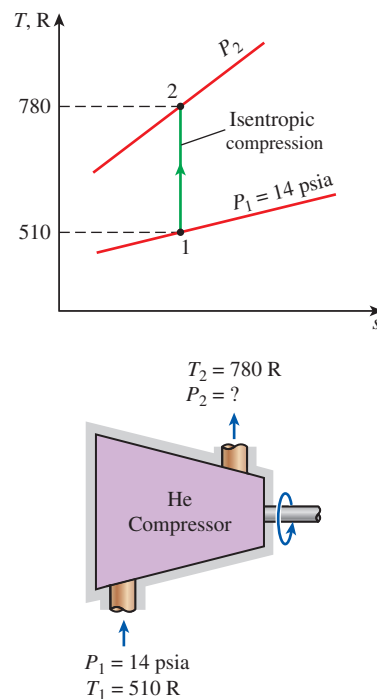 T, R
P₂
2
780
Isentropic
compression
P₁ = 14 psia
510
1
s
T₂ = 780 R
P₂ = ?
He
Compressor
P₁ = 14 psia
T₁ = 510 R